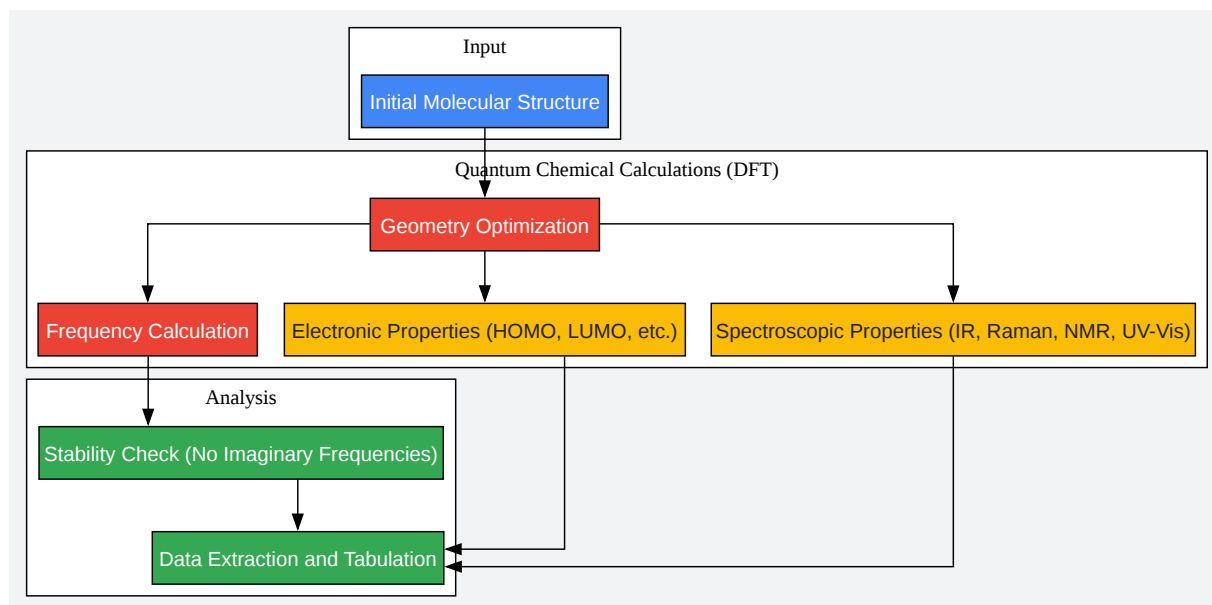 Input
Initial Molecular Structure
Quantum Chemical Calculations (DFT)
Geometry Optimization
Frequency Calculation
Electronic Properties (HOMO, LUMO, etc.)
Spectroscopic Properties (IR, Raman, NMR, UV-Vis)
Analysis
Stability Check (No Imaginary Frequencies)
Data Extraction and Tabulation